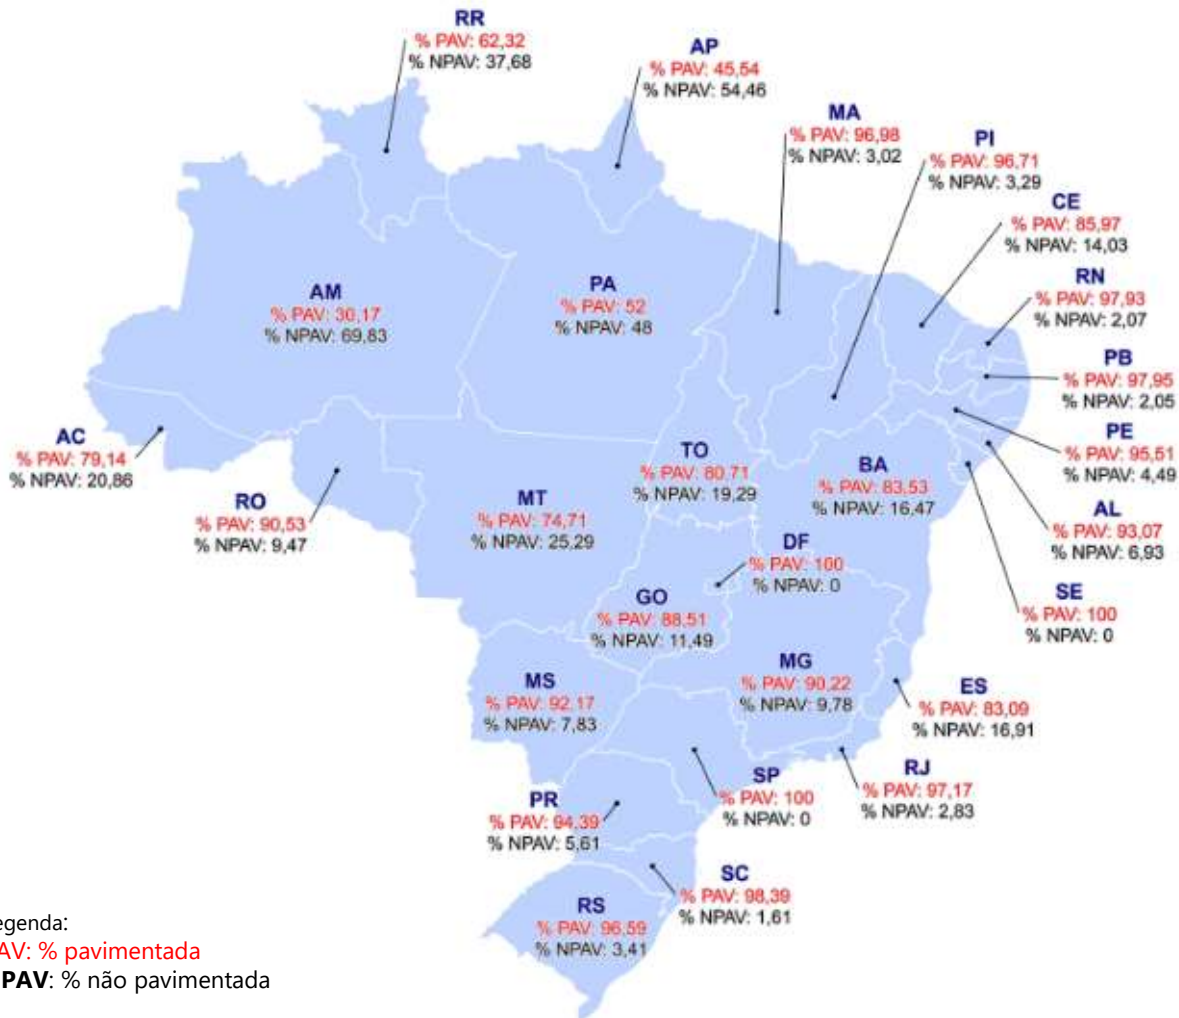 RR
% PAV: 62,32
% NPAV: 37,68
AP
% PAV: 45,54
% NPAV: 54,46
MA
% PAV: 96,98
% NPAV: 3,02
PI
% PAV: 96,71
% NPAV: 3,29
CE
% PAV: 85,97
% NPAV: 14,03
RN
% PAV: 97,93
% NPAV: 2,07
AM
% PAV: 30,17
% NPAV: 69,83
PA
% PAV: 52
% NPAV: 48
PB
% PAV: 97,95
% NPAV: 2,05
PE
% PAV: 95,51
% NPAV: 4,49
AC
% PAV: 79,14
% NPAV: 20,86
RO
% PAV: 90,53
% NPAV: 9,47
MT
% PAV: 74,71
% NPAV: 25,29
TO
% PAV: 80,71
% NPAV: 19,29
BA
% PAV: 83,53
% NPAV: 16,47
AL
% PAV: 93,07
% NPAV: 6,93
DF
% PAV: 100
% NPAV: 0
SE
% PAV: 100
% NPAV: 0
GO
% PAV: 88,51
% NPAV: 11,49
MS
% PAV: 92,17
% NPAV: 7,83
MG
% PAV: 90,22
% NPAV: 9,78
ES
% PAV: 83,09
% NPAV: 16,91
SP
% PAV: 100
% NPAV: 0
RJ
% PAV: 97,17
% NPAV: 2,83
PR
% PAV: 94,39
% NPAV: 5,61
SC
% PAV: 98,39
% NPAV: 1,61
RS
% PAV: 96,59
% NPAV: 3,41
egenda:
AV: % pavimentada
PAV: % não pavimentada